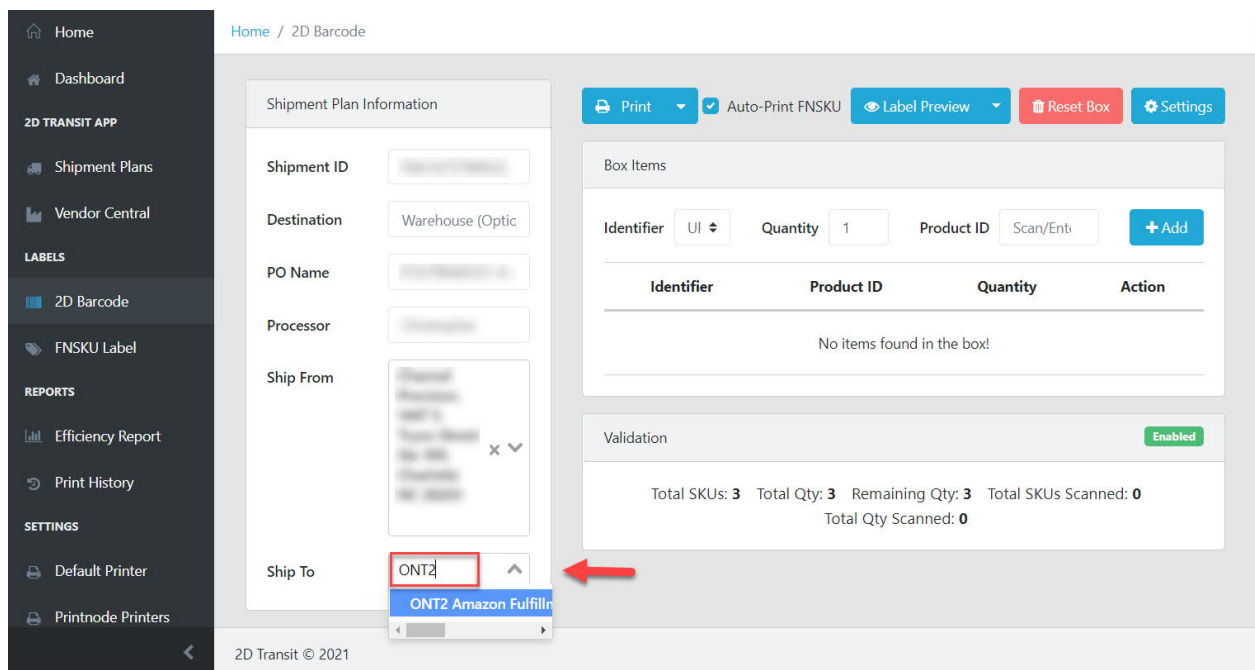 Home
Dashboard
2D TRANSIT APP
Shipment Plans
Vendor Central
LABELS
2D Barcode
FNSKU Label
REPORTS
Efficiency Report
Print History
SETTINGS
Default Printer
Printnode Printers
Home / 2D Barcode
Shipment Plan Information
Shipment ID
Destination Warehouse (Optic
PO Name
Processor
Ship From
Ship To ONT2
ONT2 Amazon Fulfilln
Print Auto-Print FNSKU Label Preview Reset Box Settings
Box Items
Identifier Quantity 1 Product ID Scan/Ente + Add
Identifier Product ID Quantity Action
No items found in the box!
Validation Enabled
Total SKUs: 3 Total Qty: 3 Remaining Qty: 3 Total SKUs Scanned: 0
Total Qty Scanned: 0
2D Transit © 2021